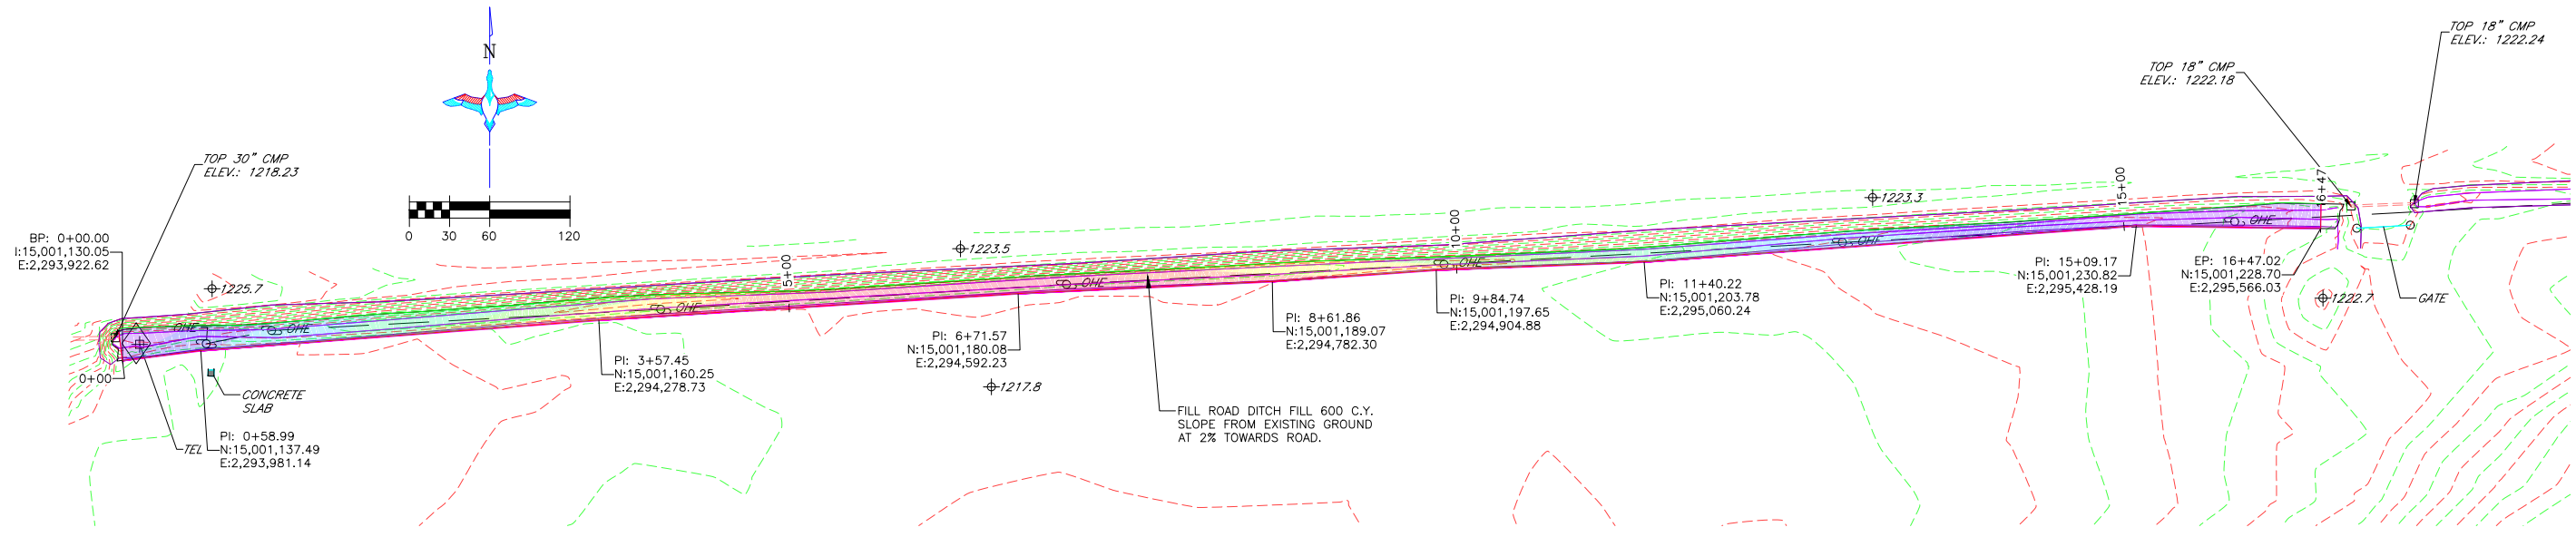 N
0 30 60 120
TOP 30" CMP
ELEV.: 1218.23
BP: 0+00.00
I:15,001,130.05
E:2,293,922.62
1225.7
OHE
OHE
0+00
CONCRETE
SLAB
TEL
PI: 0+58.99
N:15,001,137.49
E:2,293,981.14
OHE
PI: 3+57.45
N:15,001,160.25
E:2,294,278.73
5+00
1223.5
OHE
PI: 6+71.57
N:15,001,180.08
E:2,294,592.23
1217.8
FILL ROAD DITCH FILL 600 C.Y.
SLOPE FROM EXISTING GROUND
AT 2% TOWARDS ROAD.
PI: 8+61.86
N:15,001,189.07
E:2,294,782.30
10+00
OHE
PI: 9+84.74
N:15,001,197.65
E:2,294,904.88
PI: 11+40.22
N:15,001,203.78
E:2,295,060.24
1223.3
OHE
15+00
PI: 15+09.17
N:15,001,230.82
E:2,295,428.19
OHE
16+47
EP: 16+47.02
N:15,001,228.70
E:2,295,566.03
TOP 18" CMP
ELEV.: 1222.18
TOP 18" CMP
ELEV.: 1222.24
1222.7
GATE